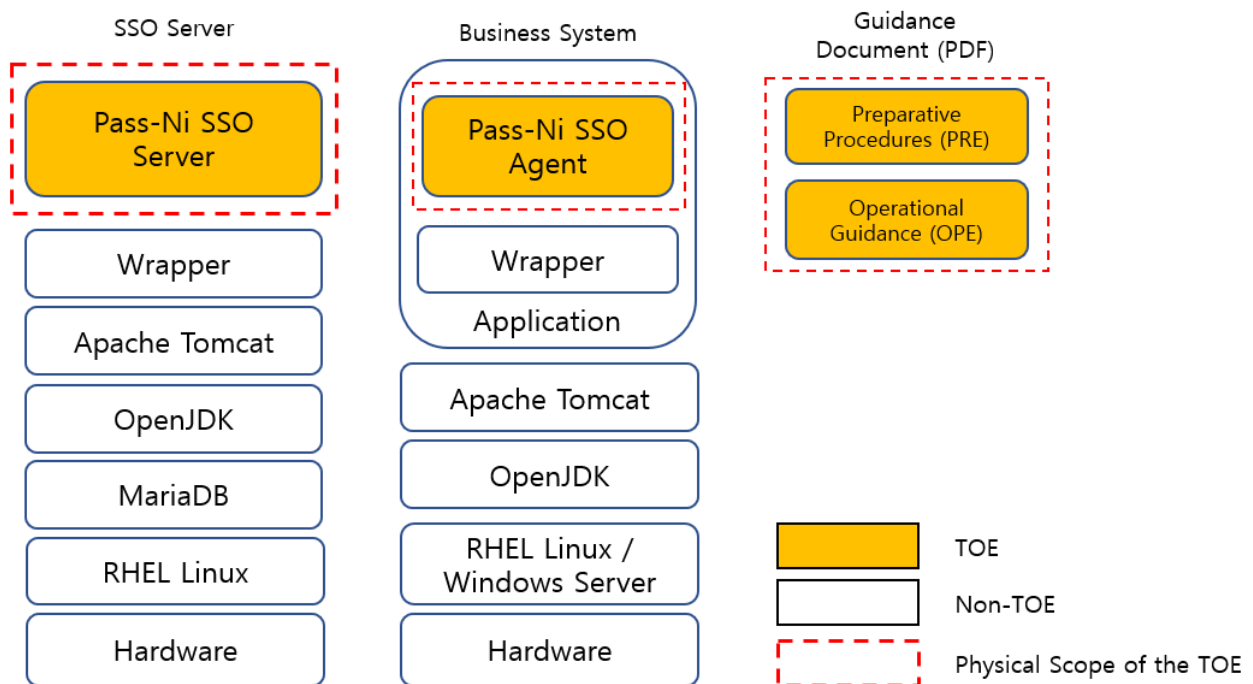 SSO Server
Pass-Ni SSO
Server
Wrapper
Apache Tomcat
OpenJDK
MariaDB
RHEL Linux
Hardware
Business System
Pass-Ni SSO
Agent
Wrapper
Application
Apache Tomcat
OpenJDK
RHEL Linux /
Windows Server
Hardware
Guidance
Document (PDF)
Preparative
Procedures (PRE)
Operational
Guidance (OPE)
TOE
Non-TOE
Physical Scope of the TOE